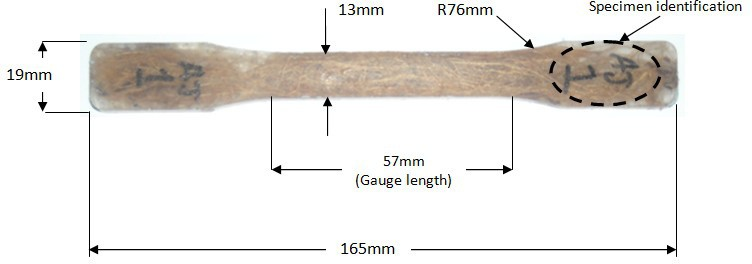 13mm
R76mm
Specimen identification
19mm
57mm
(Gauge length)
165mm